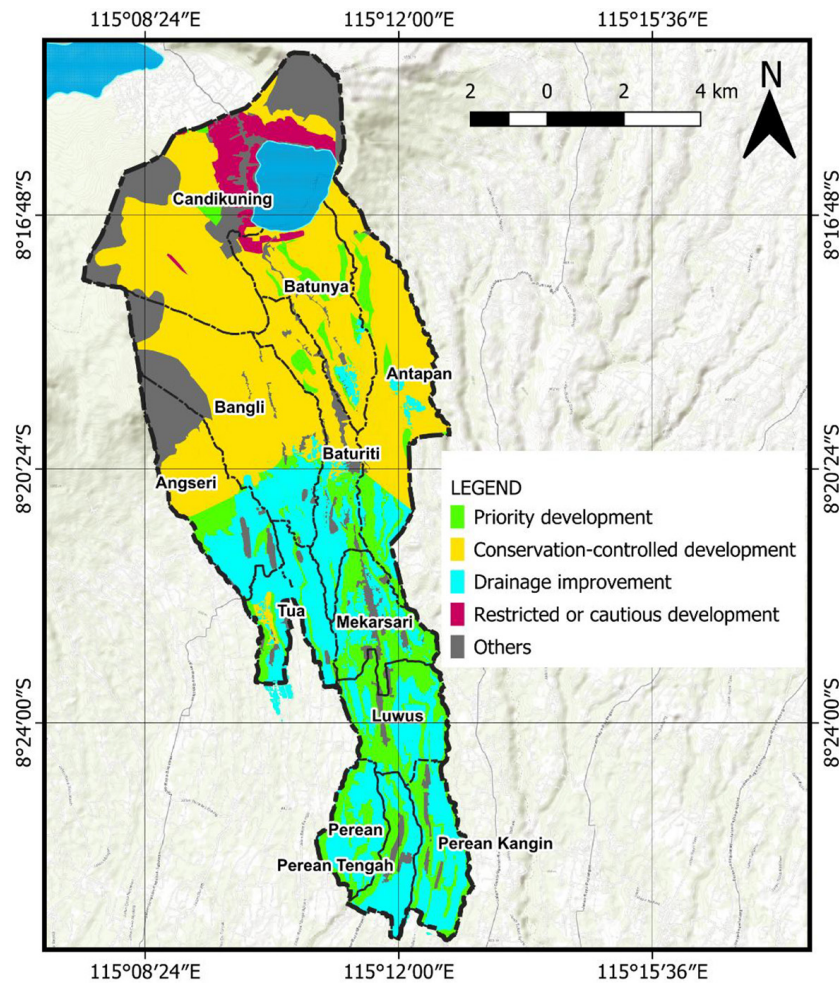 115°08′24″E 115°12′00″E 115°15′36″E
2 0 2 4 km
N
Candikuning
8°16′48″S 8°16′48″S
Batunya
Antapan
Bangli
Baturiti
8°20′24″S 8°20′24″S
Angseri
LEGEND
Priority development
Conservation-controlled development
Drainage improvement
Restricted or cautious development
Others
Tua
Mekarsari
Luwus
8°24′00″S 8°24′00″S
Perean
Perean Kangin
Perean Tengah
115°08′24″E 115°12′00″E 115°15′36″E